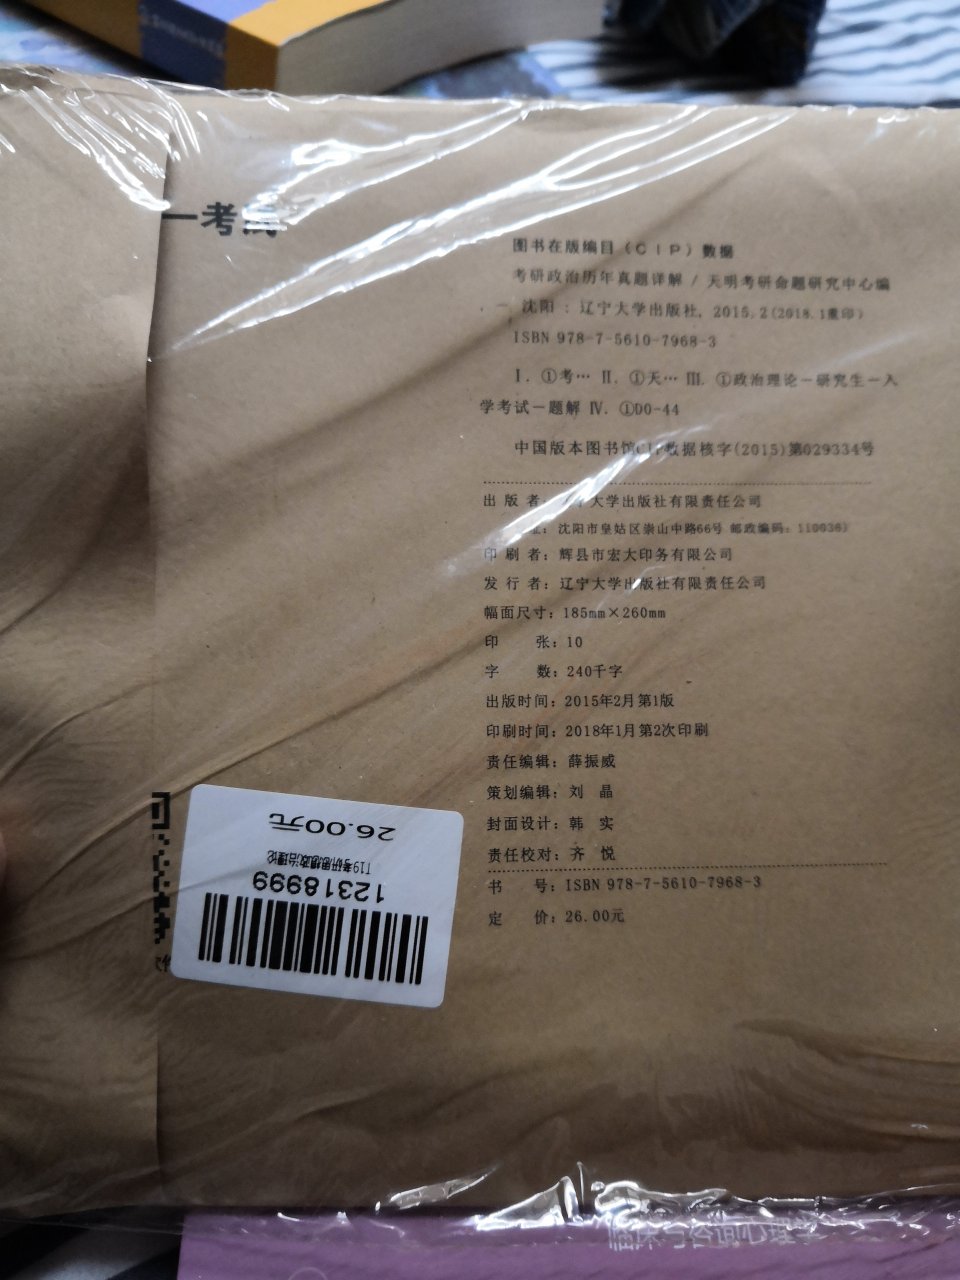 一考
图书在版编目（CIP）数据
考研政治历年真题详解 / 天明考研命题研究中心编
. 一 沈阳 : 辽宁大学出版社, 2015.2(2018.1重印)
ISBN 978-7-5610-7968-3
Ⅰ. ①考… Ⅱ. ①天… Ⅲ. ①政治理论－研究生－入
学考试－题解 Ⅳ. ①D0-44
中国版本图书馆CIP数据核字(2015)第029334号
出 版 者： 大学出版社有限责任公司
址：沈阳市皇姑区崇山中路66号 邮政编码：110036)
印 刷 者：辉县市宏大印务有限公司
发 行 者：辽宁大学出版社有限责任公司
幅面尺寸：185mm×260mm
印 张：10
字 数：240千字
出版时间：2015年2月第1版
印刷时间：2018年1月第2次印刷
责任编辑：薛振威
策划编辑：刘 晶
封面设计：韩 实
责任校对：齐 悦
书 号：ISBN 978-7-5610-7968-3
定 价：26.00元
12318999
T19考研思想政治理论
26.00元